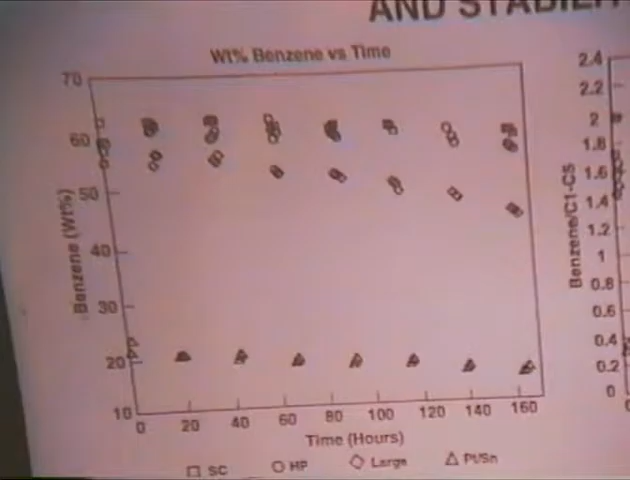 AND STABILIT
Wt% Benzene vs Time
70
60
50
40
30
20
10
Benzene (Wt%)
0 20 40 60 80 100 120 140 160
Time (Hours)
SC HP Large Pt/Sn
2.4
2.2
2
1.8
1.6
1.4
1.2
1
0.8
0.6
0.4
0.2
0
Benzene/C1-CS